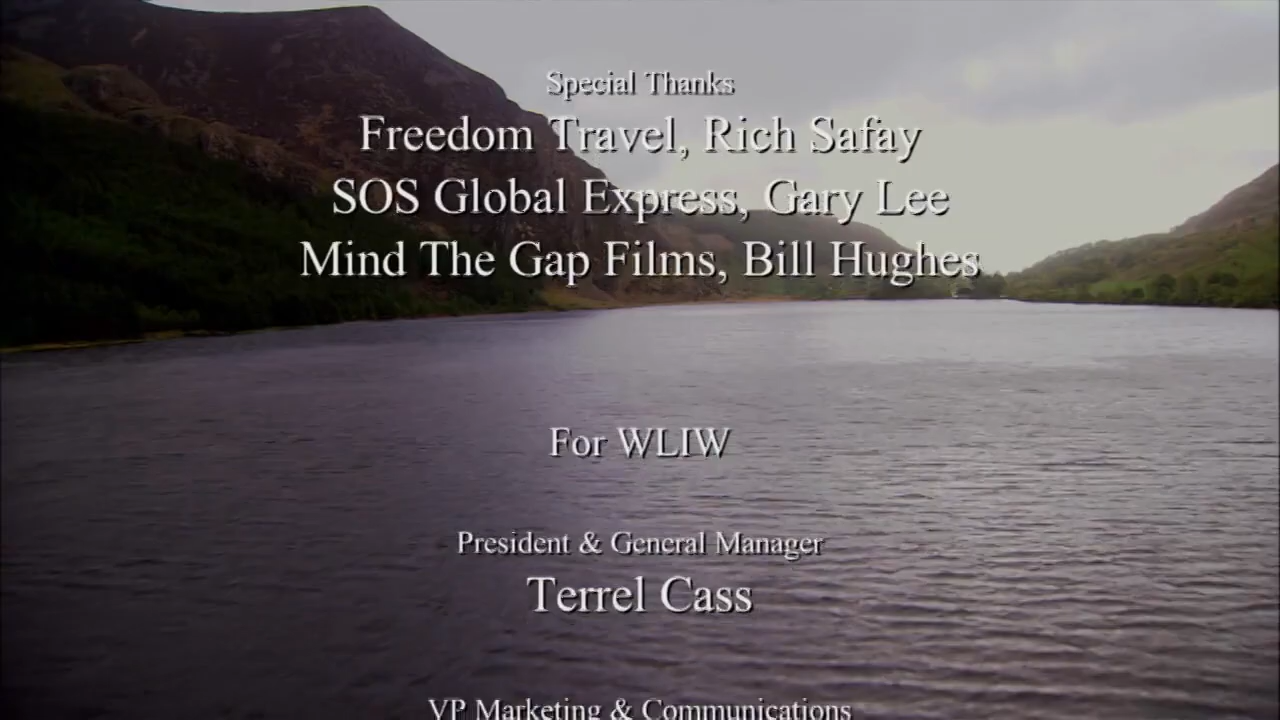 Special Thanks
Freedom Travel, Rich Safay
SOS Global Express, Gary Lee
Mind The Gap Films, Bill Hughes
For WLIW
President & General Manager
Terrel Cass
VP Marketing & Communications